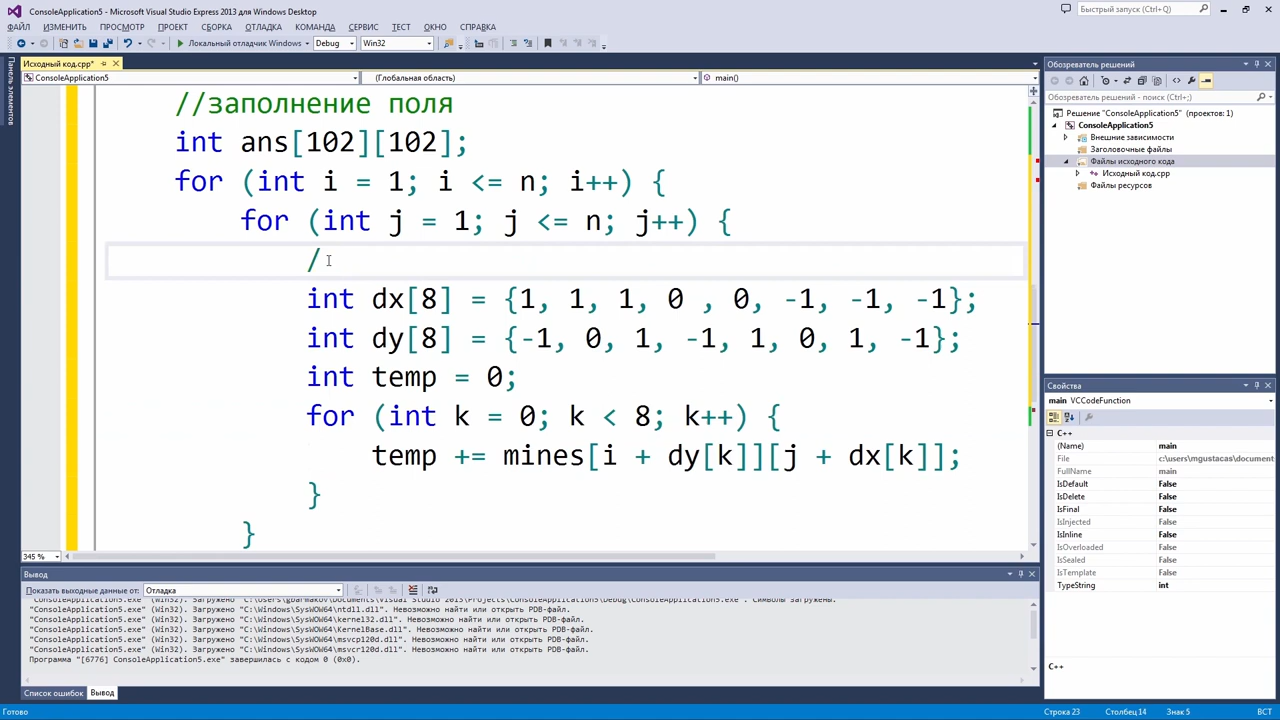 ConsoleApplication5 - Microsoft Visual Studio Express 2013 для Windows Desktop
Быстрый запуск (Ctrl+Q)
ФАЙЛ ИЗМЕНИТЬ ПРОСМОТР ПРОЕКТ СБОРКА ОТЛАДКА КОМАНДА СЕРВИС ТЕСТ ОКНО СПРАВКА
Локальный отладчик Windows Debug Win32
Панель элементов
Исходный код.cpp*
ConsoleApplication5 (Глобальная область) main()
//заполнение поля
int ans[102][102];
for (int i = 1; i <= n; i++) {
for (int j = 1; j <= n; j++) {
/
int dx[8] = {1, 1, 1, 0 , 0, -1, -1, -1};
int dy[8] = {-1, 0, 1, -1, 1, 0, 1, -1};
int temp = 0;
for (int k = 0; k < 8; k++) {
temp += mines[i + dy[k]][j + dx[k]];
}
}
345 %
Обозреватель решений
Обозреватель решений - поиск (Ctrl+;)
Решение "ConsoleApplication5" (проектов: 1)
ConsoleApplication5
Внешние зависимости
Заголовочные файлы
Файлы исходного кода
Исходный код.cpp
Файлы ресурсов
Свойства
main VCCodeFunction
C++
(Name) main
File c:\users\mgustacas\document
FullName main
IsDefault False
IsDelete False
IsFinal False
IsInjected False
IsInline False
IsOverloaded False
IsSealed False
IsTemplate False
TypeString int
C++
Вывод
Показать выходные данные от: Отладка
"ConsoleApplication5.exe" (Win32). Загружено "C:\Windows\SysWOW64\ntdll.dll". Невозможно найти или открыть PDB-файл.
"ConsoleApplication5.exe" (Win32). Загружено "C:\Windows\SysWOW64\kernel32.dll". Невозможно найти или открыть PDB-файл.
"ConsoleApplication5.exe" (Win32). Загружено "C:\Windows\SysWOW64\KernelBase.dll". Невозможно найти или открыть PDB-файл.
"ConsoleApplication5.exe" (Win32). Загружено "C:\Windows\SysWOW64\msvcp120d.dll". Невозможно найти или открыть PDB-файл.
"ConsoleApplication5.exe" (Win32). Загружено "C:\Windows\SysWOW64\msvcr120d.dll". Невозможно найти или открыть PDB-файл.
Программа "[6776] ConsoleApplication5.exe" завершилась с кодом 0 (0x0).
Список ошибок Вывод
Готово Строка 23 Столбец 14 Знак 5 ВСТ